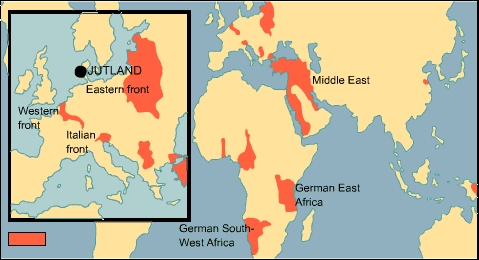 JUTLAND
Eastern front
Western
front
Italian
front
Middle East
German East
Africa
German South-
West Africa